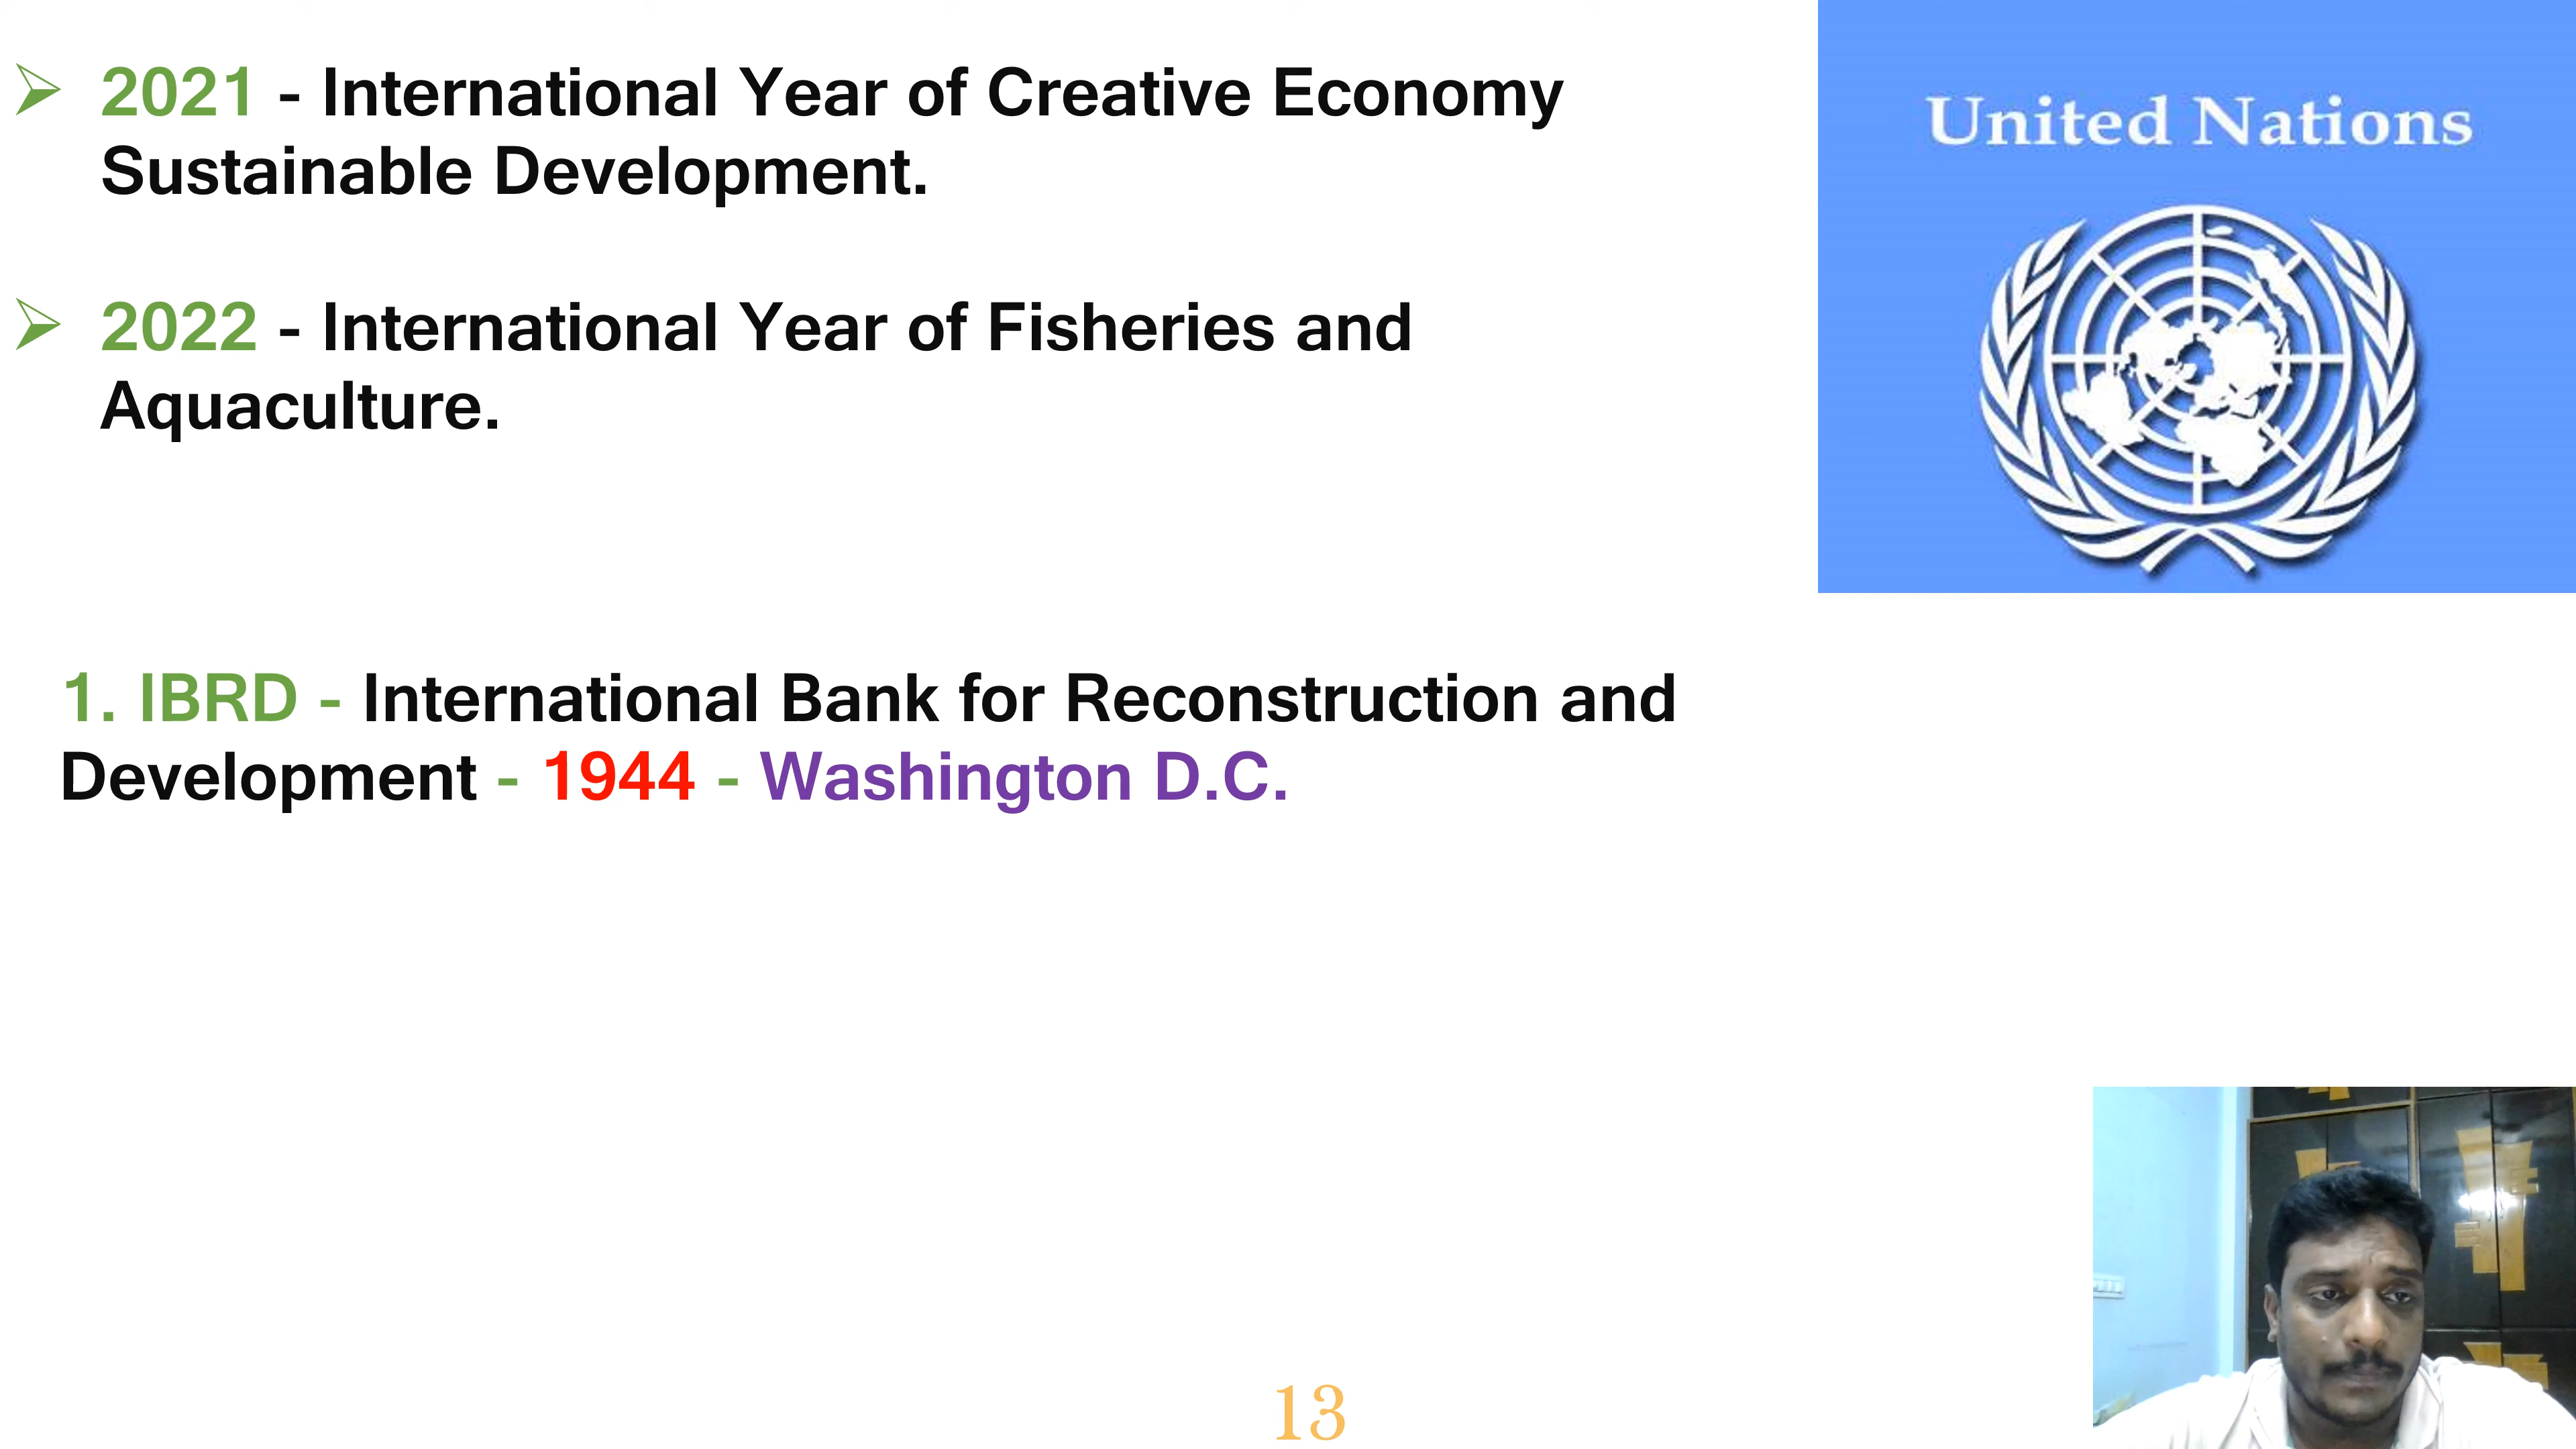 2021 - International Year of Creative Economy
Sustainable Development.
2022 - International Year of Fisheries and
Aquaculture.
United Nations
1. IBRD - International Bank for Reconstruction and
Development - 1944 - Washington D.C.
13